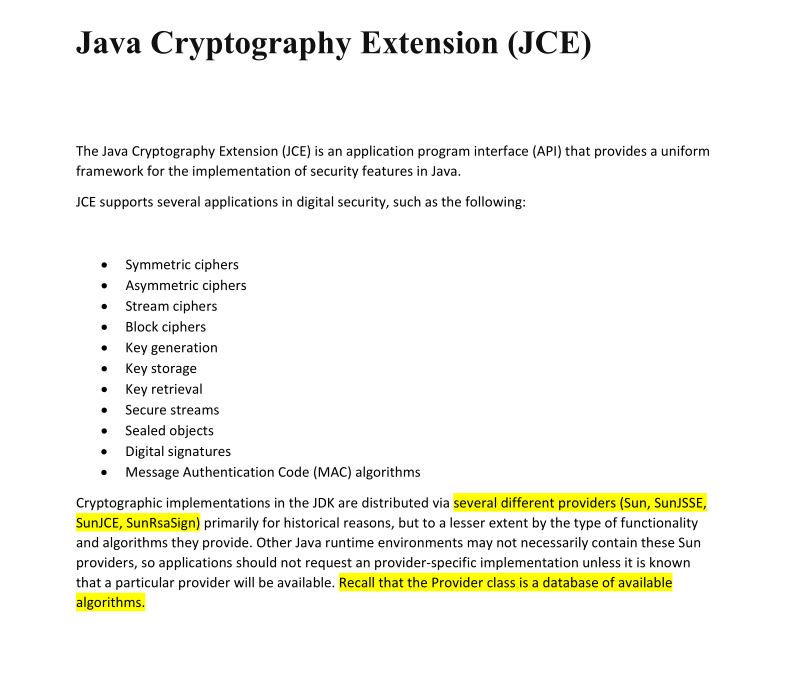 Java Cryptography Extension (JCE)
The Java Cryptography Extension (JCE) is an application program interface (API) that provides a uniform
framework for the implementation of security features in Java.
JCE supports several applications in digital security, such as the following:
• Symmetric ciphers
• Asymmetric ciphers
• Stream ciphers
• Block ciphers
• Key generation
• Key storage
• Key retrieval
• Secure streams
• Sealed objects
• Digital signatures
• Message Authentication Code (MAC) algorithms
Cryptographic implementations in the JDK are distributed via several different providers (Sun, SunJSSE,
SunJCE, SunRsaSign) primarily for historical reasons, but to a lesser extent by the type of functionality
and algorithms they provide. Other Java runtime environments may not necessarily contain these Sun
providers, so applications should not request an provider-specific implementation unless it is known
that a particular provider will be available. Recall that the Provider class is a database of available
algorithms.